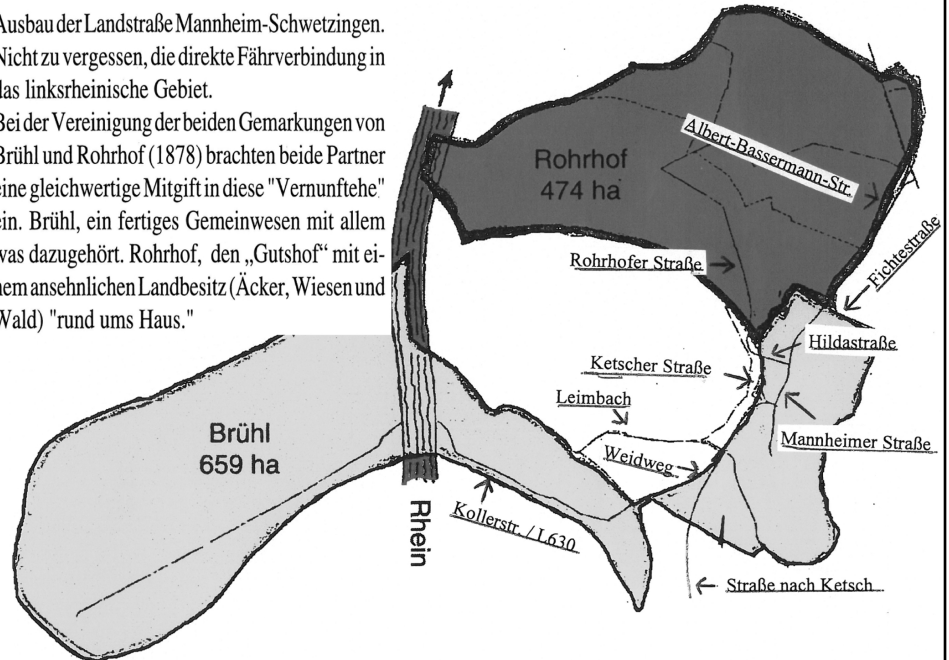 Ausbau der Landstraße Mannheim-Schwetzingen.
Nicht zu vergessen, die direkte Fährverbindung in
das linksrheinische Gebiet.
Bei der Vereinigung der beiden Gemarkungen von
Brühl und Rohrhof (1878) brachten beide Partner
eine gleichwertige Mitgift in diese "Vernunftehe"
ein. Brühl, ein fertiges Gemeinwesen mit allem
was dazugehört. Rohrhof, den „Gutshof“ mit ei-
nem ansehnlichen Landbesitz (Äcker, Wiesen und
Wald) "rund ums Haus."
Rohrhof
474 ha
Albert-Bassermann-Str.
Fichtestraße
Rohrhofer Straße
Hildastraße
Ketscher Straße
Leimbach
Mannheimer Straße
Weidweg
Brühl
659 ha
Rhein
Kollerstr. / L630
Straße nach Ketsch